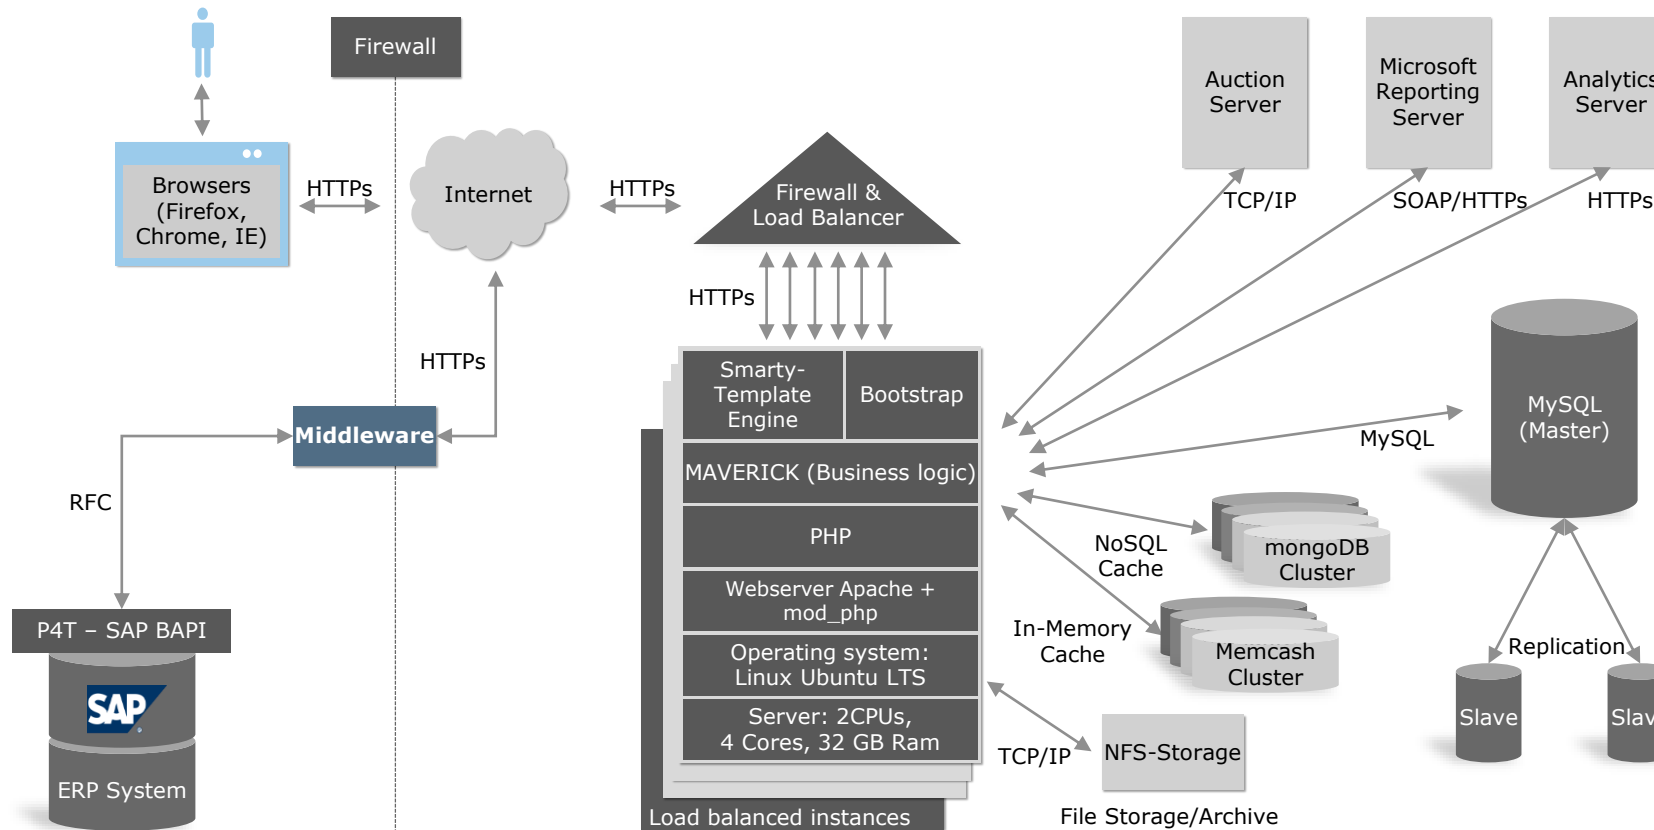 Firewall
Auction
Server
Microsoft
Reporting
Server
Analytics
Server
Browsers
(Firefox,
Chrome, IE)
HTTPs
Internet
HTTPs
Firewall &
Load Balancer
TCP/IP
SOAP/HTTPs
HTTPs
HTTPs
HTTPs
Smarty-
Template
Engine
Bootstrap
MAVERICK (Business logic)
PHP
Webserver Apache +
mod_php
Operating system:
Linux Ubuntu LTS
Server: 2CPUs,
4 Cores, 32 GB Ram
Load balanced instances
Middleware
RFC
P4T – SAP BAPI
SAP
ERP System
MySQL
MySQL
(Master)
NoSQL
Cache
mongoDB
Cluster
In-Memory
Cache
Memcash
Cluster
Replication
Slave
Slav
TCP/IP
NFS-Storage
File Storage/Archive